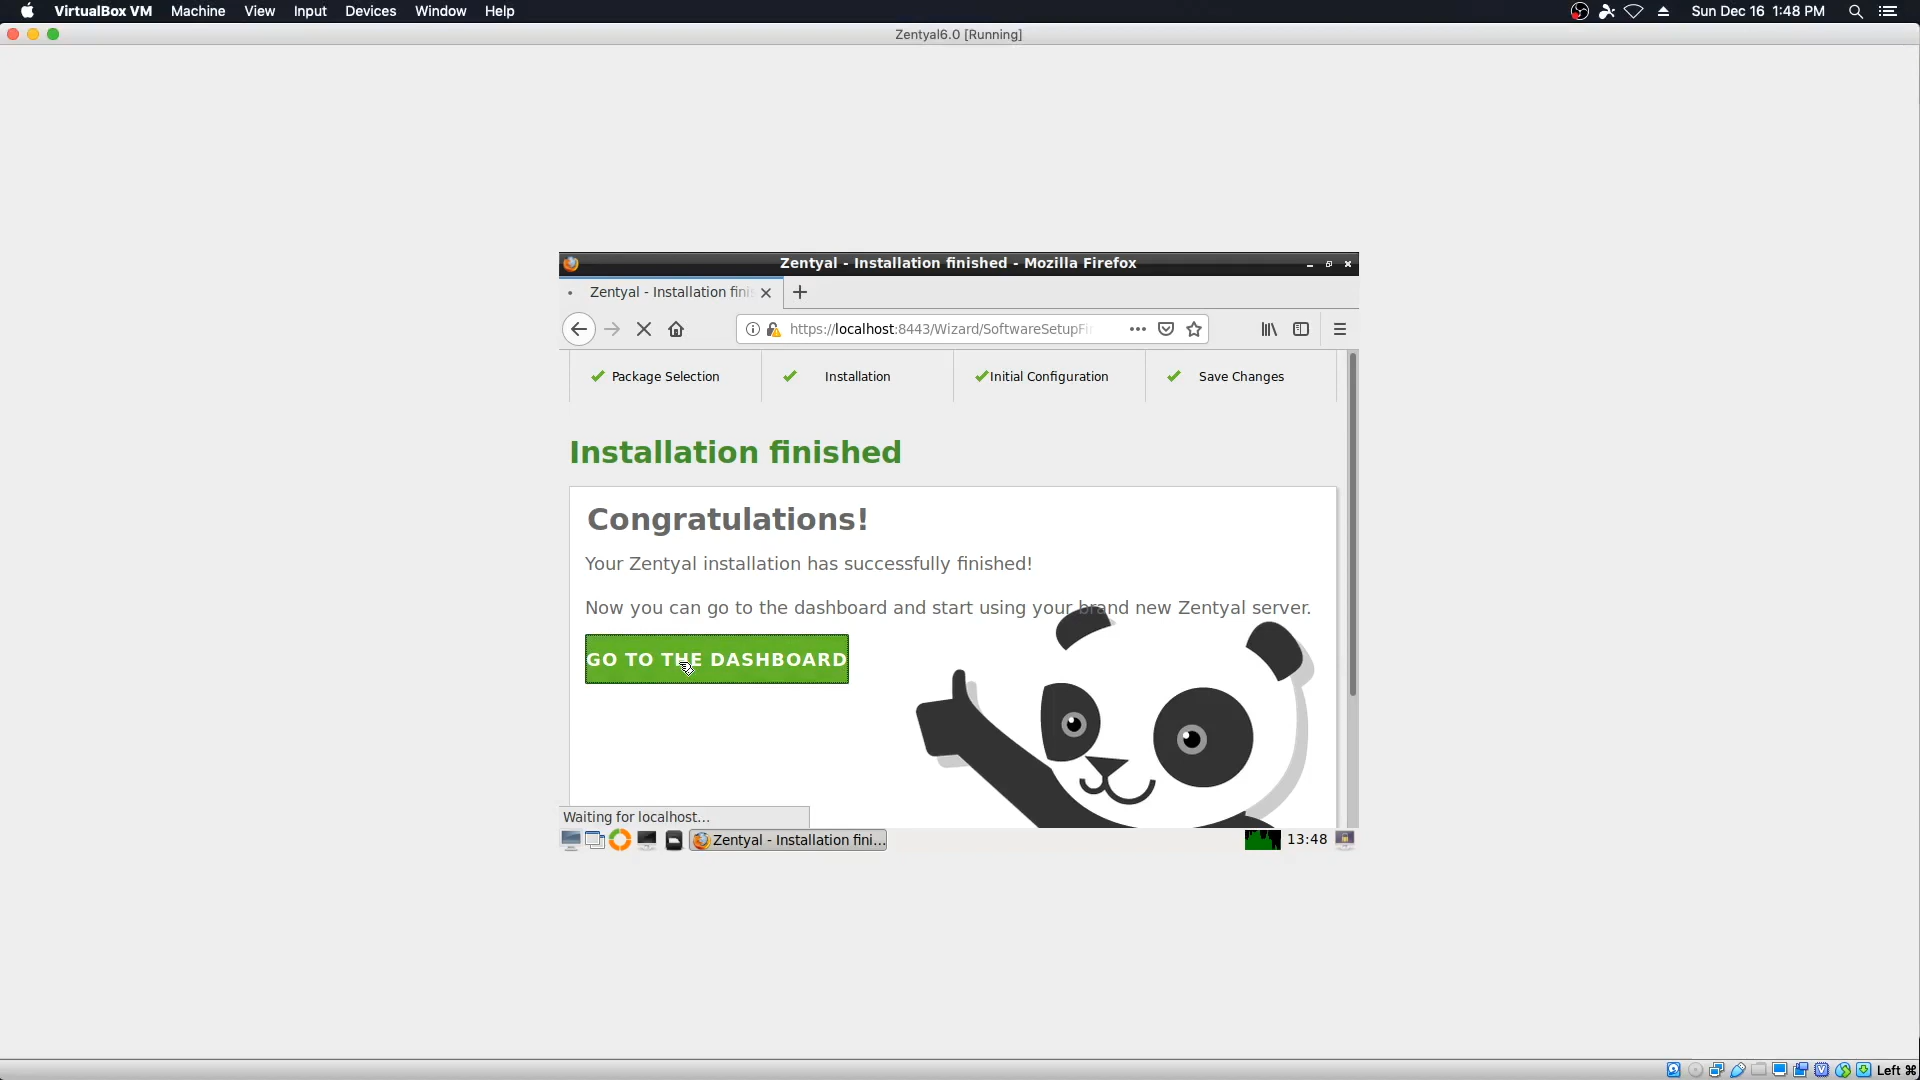 VirtualBox VM Machine View Input Devices Window Help Sun Dec 16 1:48 PM
Zentyal6.0 [Running]
Zentyal - Installation finished - Mozilla Firefox
Zentyal - Installation finis
https://localhost:8443/Wizard/SoftwareSetupFi
Package Selection Installation Initial Configuration Save Changes
Installation finished
Congratulations!
Your Zentyal installation has successfully finished!
Now you can go to the dashboard and start using your brand new Zentyal server.
GO TO THE DASHBOARD
Waiting for localhost...
Zentyal - Installation fini... 13:48
Left ⌘